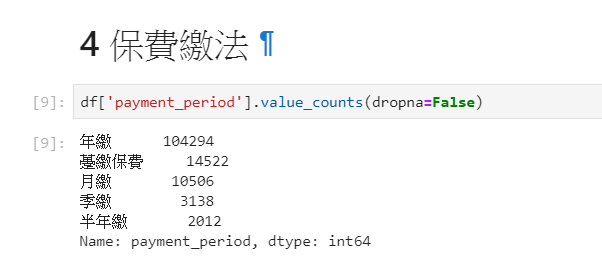 4 保費繳法 ¶
[9]: df['payment_period'].value_counts(dropna=False)
[9]: 年繳 104294
躉繳保費 14522
月繳 10506
季繳 3138
半年繳 2012
Name: payment_period, dtype: int64